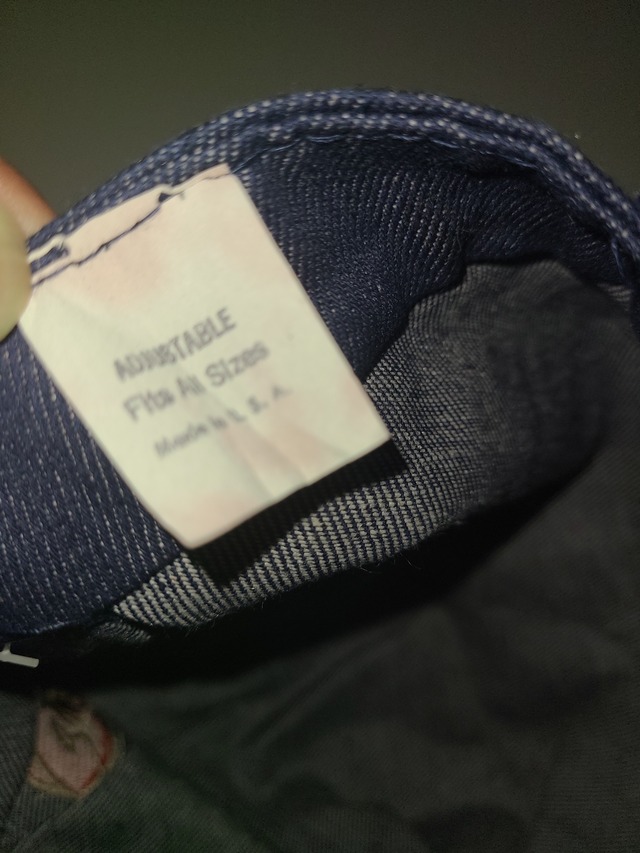 ADJUSTABLE
Fits All Sizes
Made in U. S. A.